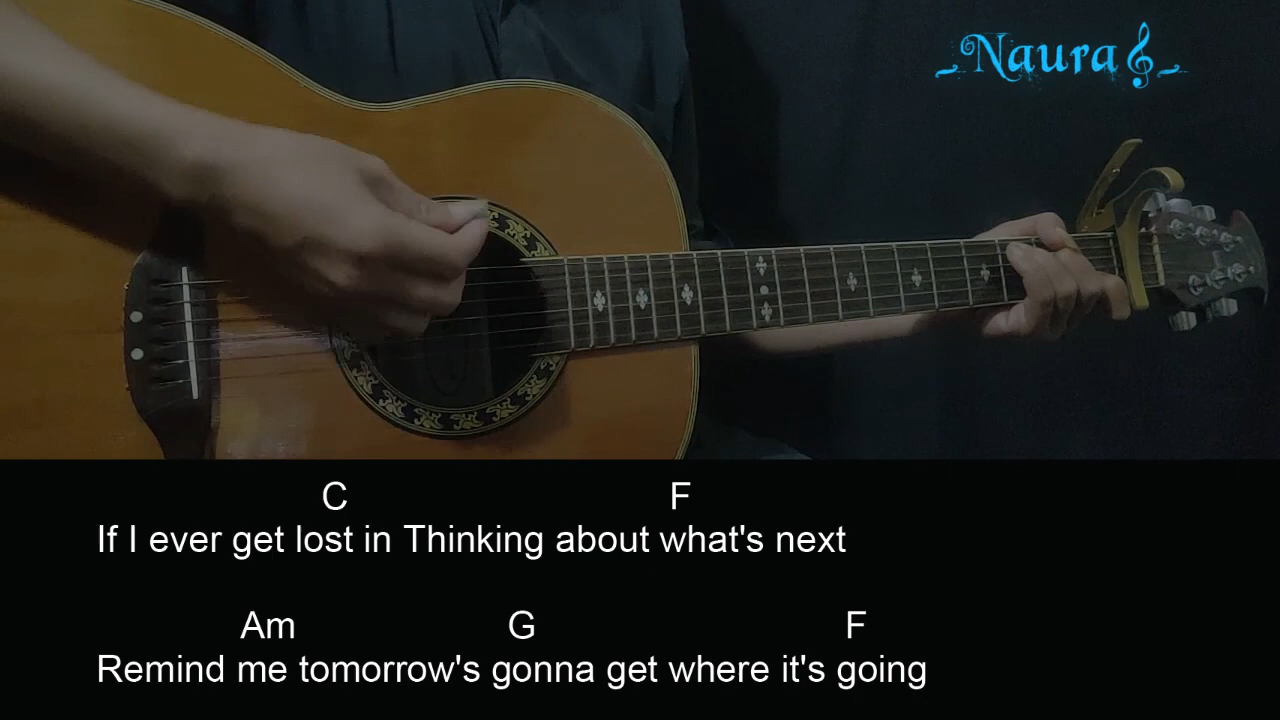 Naura
C F
If I ever get lost in Thinking about what's next
Am G F
Remind me tomorrow's gonna get where it's going